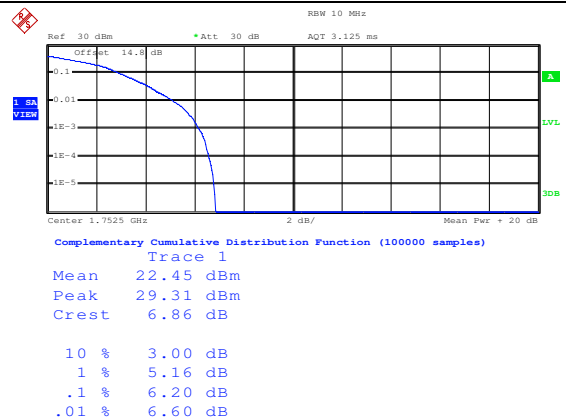 R S
RBW 10 MHz
Ref 30 dBm *Att 30 dB AQT 3.125 ms
Offset 14.8 dB
0.1
A
0.01
1 SA
VIEW
1E-3
LVL
1E-4
1E-5
3DB
Center 1.7525 GHz 2 dB/ Mean Pwr + 20 dB
Complementary Cumulative Distribution Function (100000 samples)
Trace 1
Mean 22.45 dBm
Peak 29.31 dBm
Crest 6.86 dB
10 % 3.00 dB
1 % 5.16 dB
.1 % 6.20 dB
.01 % 6.60 dB